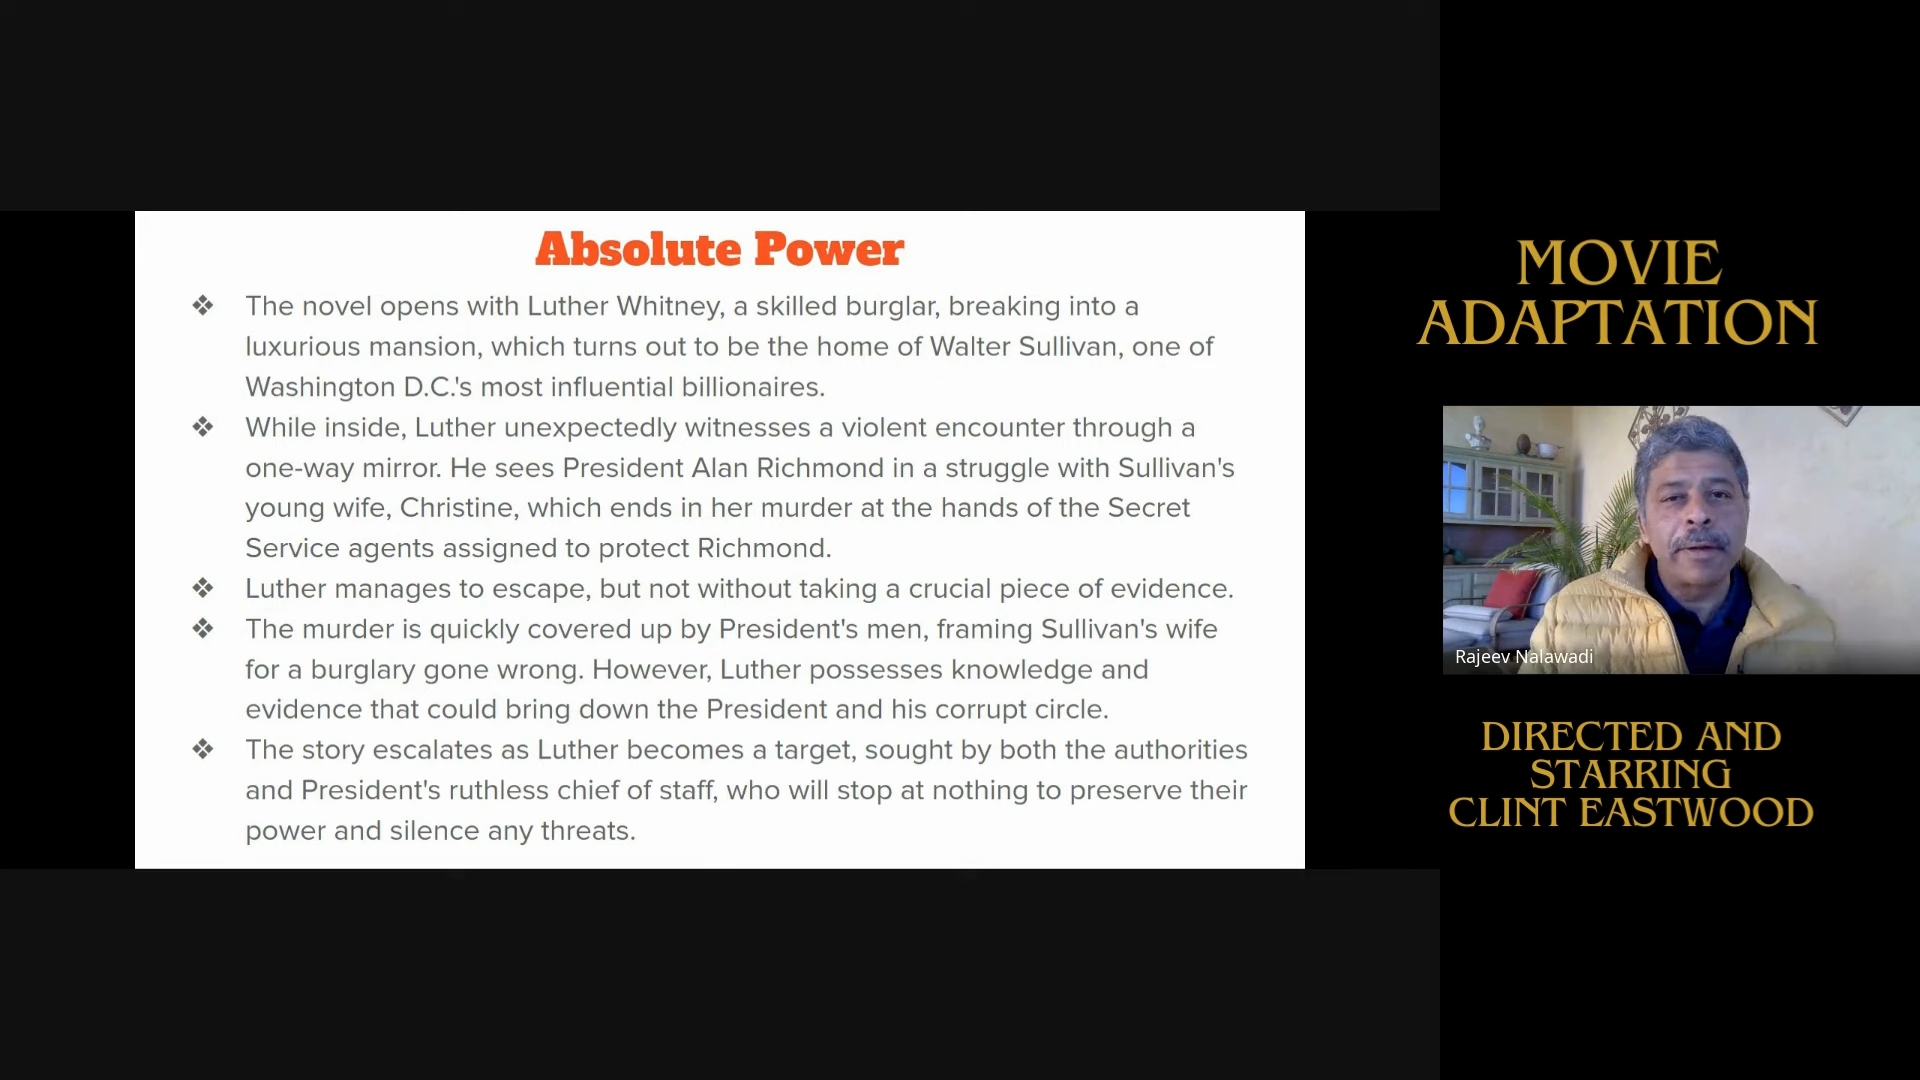 Absolute Power
❖ The novel opens with Luther Whitney, a skilled burglar, breaking into a
luxurious mansion, which turns out to be the home of Walter Sullivan, one of
Washington D.C.'s most influential billionaires.
❖ While inside, Luther unexpectedly witnesses a violent encounter through a
one-way mirror. He sees President Alan Richmond in a struggle with Sullivan's
young wife, Christine, which ends in her murder at the hands of the Secret
Service agents assigned to protect Richmond.
❖ Luther manages to escape, but not without taking a crucial piece of evidence.
❖ The murder is quickly covered up by President's men, framing Sullivan's wife
for a burglary gone wrong. However, Luther possesses knowledge and
evidence that could bring down the President and his corrupt circle.
❖ The story escalates as Luther becomes a target, sought by both the authorities
and President's ruthless chief of staff, who will stop at nothing to preserve their
power and silence any threats.
MOVIE
ADAPTATION
Rajeev Nalawadi
DIRECTED AND
STARRING
CLINT EASTWOOD